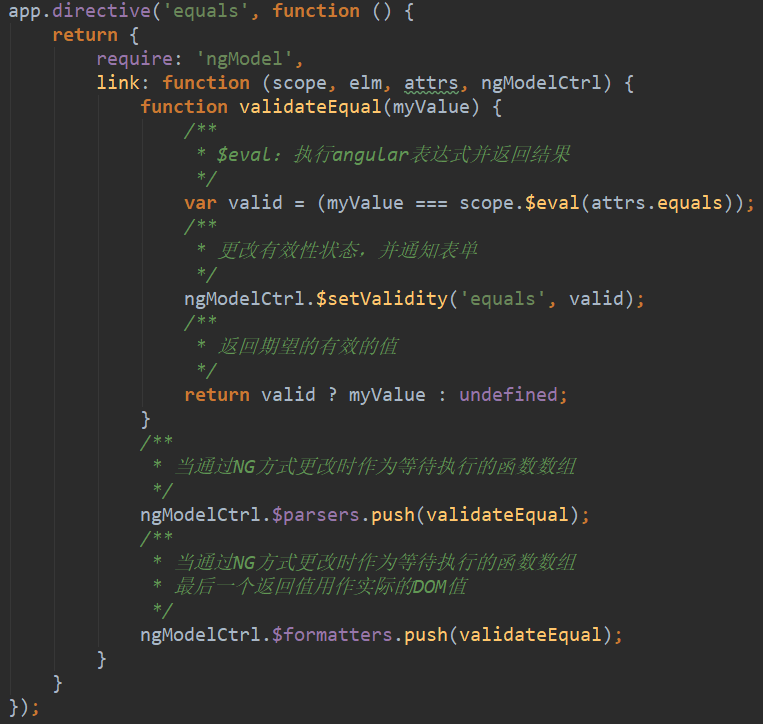 app.directive('equals', function () {
    return {
        require: 'ngModel',
        link: function (scope, elm, attrs, ngModelCtrl) {
            function validateEqual(myValue) {
                /**
                 * $eval: 执行angular表达式并返回结果
                 */
                var valid = (myValue === scope.$eval(attrs.equals));
                /**
                 * 更改有效性状态，并通知表单
                 */
                ngModelCtrl.$setValidity('equals', valid);
                /**
                 * 返回期望的有效的值
                 */
                return valid ? myValue : undefined;
            }
            /**
             * 当通过NG方式更改时作为等待执行的函数数组
             */
            ngModelCtrl.$parsers.push(validateEqual);
            /**
             * 当通过NG方式更改时作为等待执行的函数数组
             * 最后一个返回值用作实际的DOM值
             */
            ngModelCtrl.$formatters.push(validateEqual);
        }
    }
});